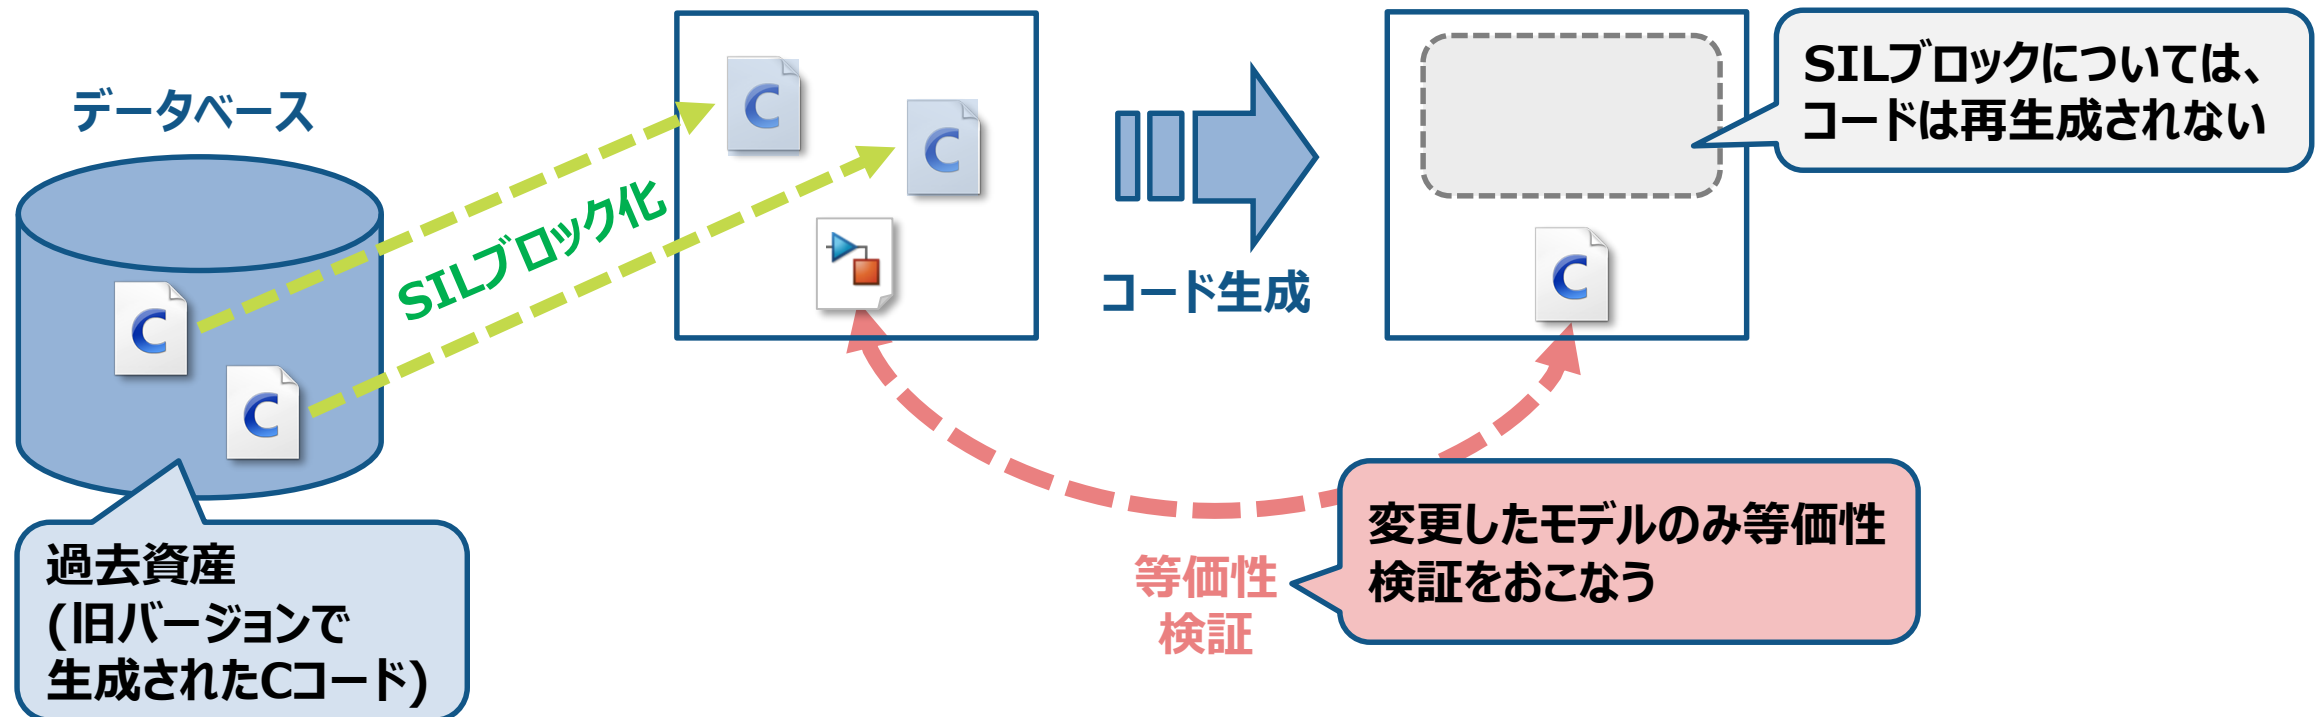 データベース
SILブロック化
C
C
C
C
C
コード生成
SILブロックについては、
コードは再生成されない
過去資産
(旧バージョンで
生成されたCコード)
等価性
検証
変更したモデルのみ等価性
検証をおこなう